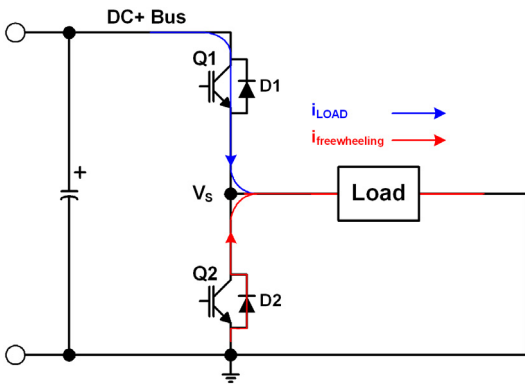 DC+ Bus
Q1
D1
iLOAD
ifreewheeling
+
VS
Load
Q2
D2